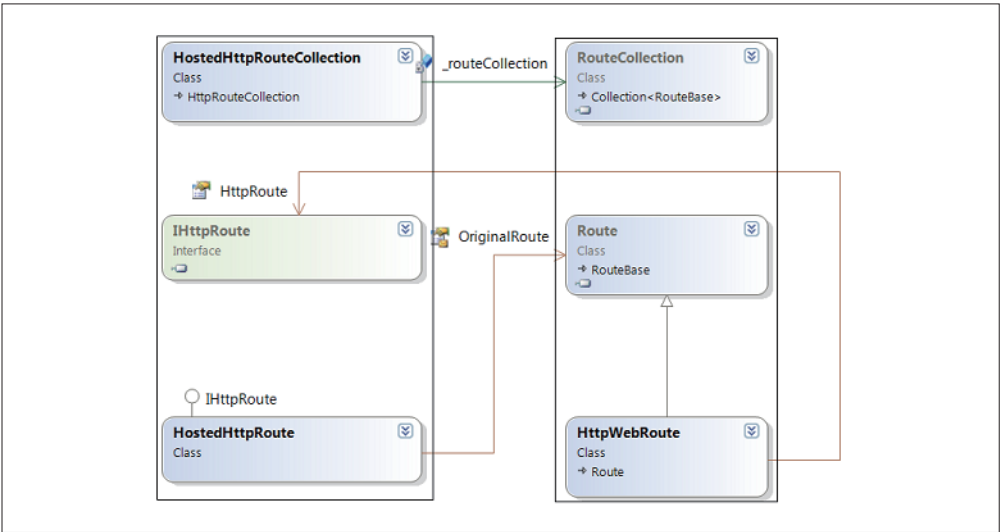 HostedHttpRouteCollection
Class
HttpRouteCollection
_routeCollection
RouteCollection
Class
Collection<RouteBase>
HttpRoute
IHttpRoute
Interface
OriginalRoute
Route
Class
RouteBase
IHttpRoute
HostedHttpRoute
Class
HttpWebRoute
Class
Route